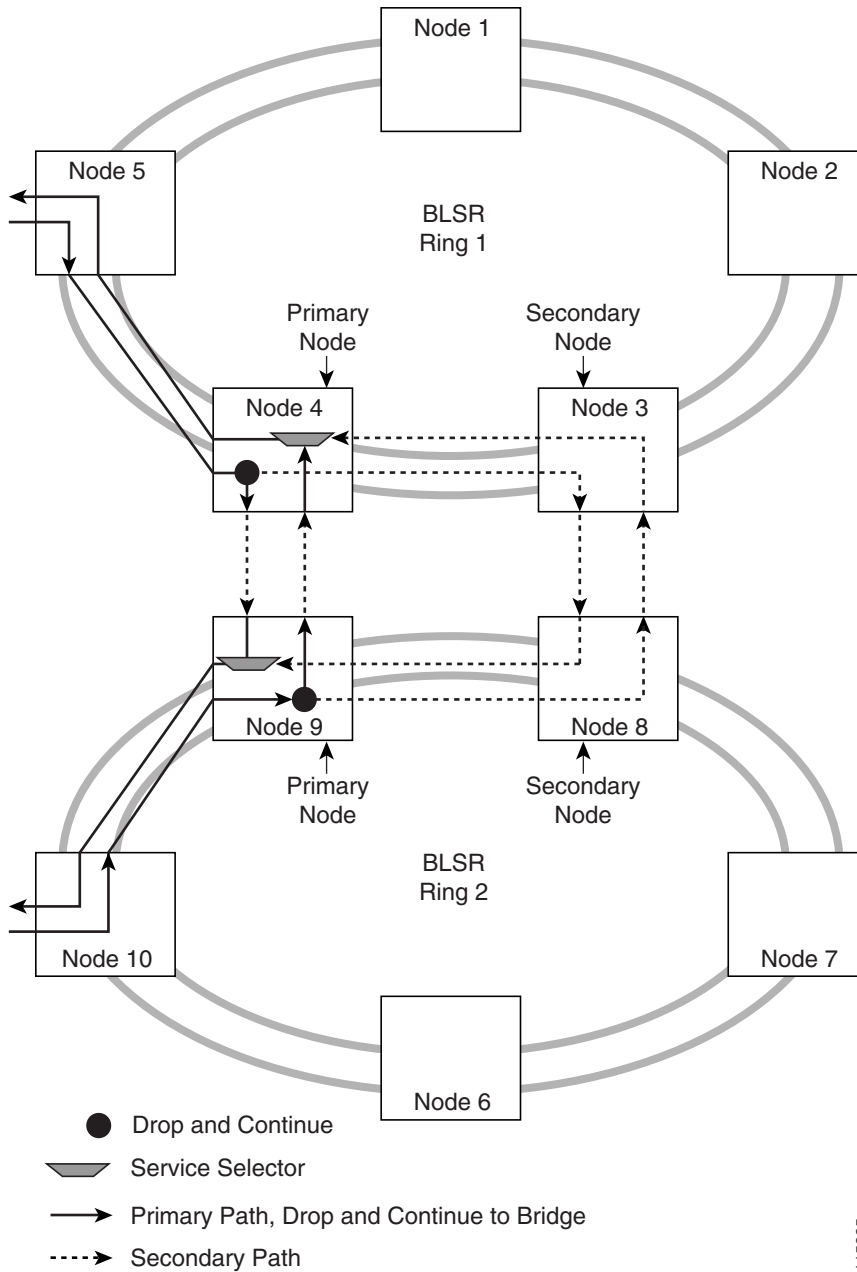 Node 1
Node 5
Node 2
BLSR
Ring 1
Primary
Node
Secondary
Node
Node 4
Node 3
Node 9
Node 8
Primary
Node
Secondary
Node
BLSR
Ring 2
Node 10
Node 7
Node 6
Drop and Continue
Service Selector
Primary Path, Drop and Continue to Bridge
Secondary Path